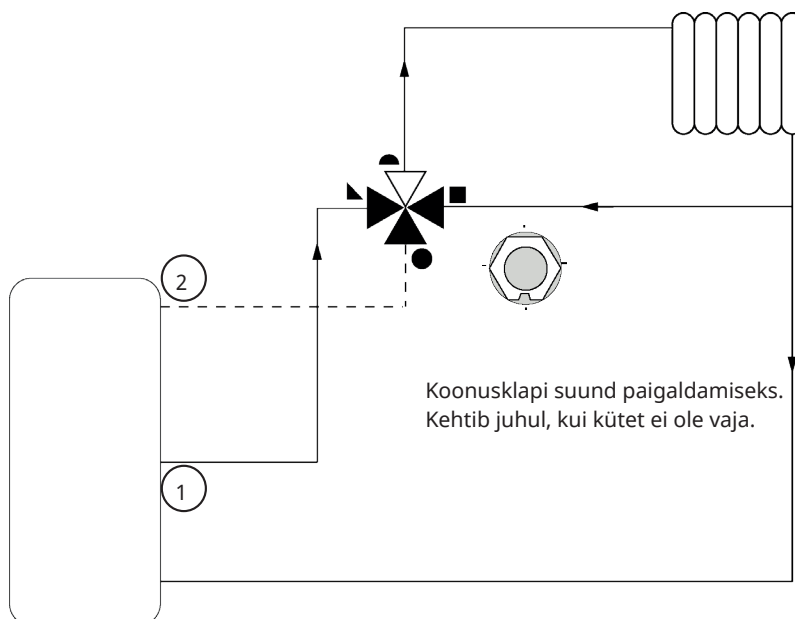 2
Koonusklapi suund paigaldamiseks.
Kehtib juhul, kui kütet ei ole vaja.
1